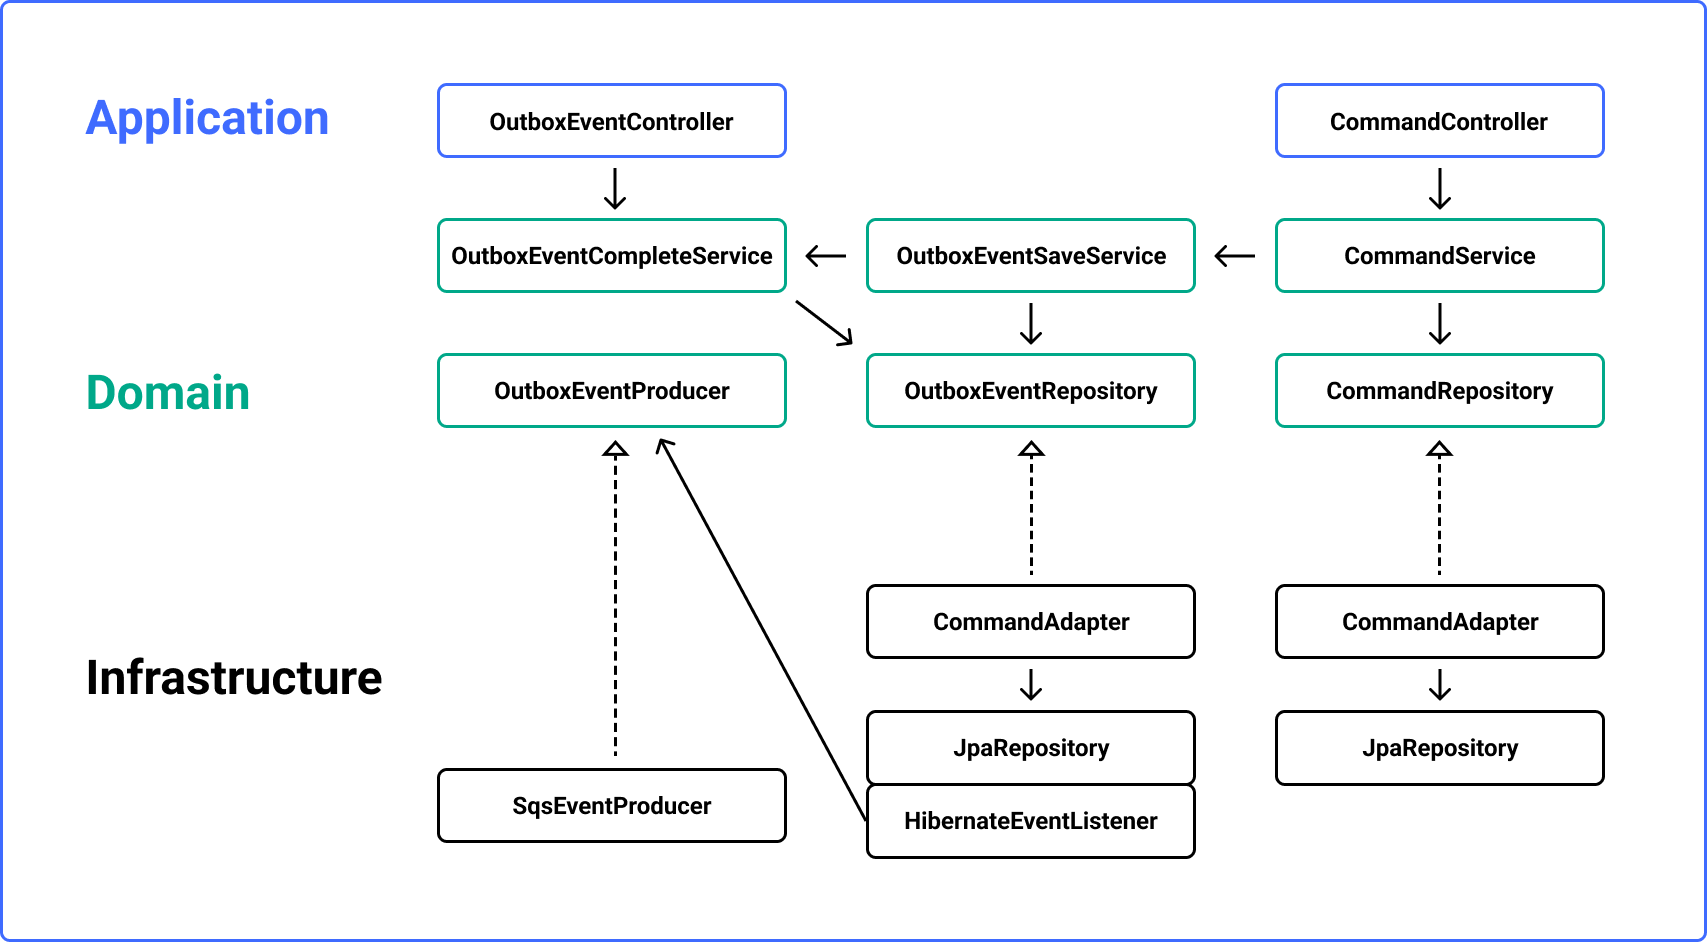 Application
OutboxEventController
CommandController
OutboxEventCompleteService
OutboxEventSaveService
CommandService
Domain
OutboxEventProducer
OutboxEventRepository
CommandRepository
Infrastructure
CommandAdapter
CommandAdapter
JpaRepository
JpaRepository
SqsEventProducer
HibernateEventListener